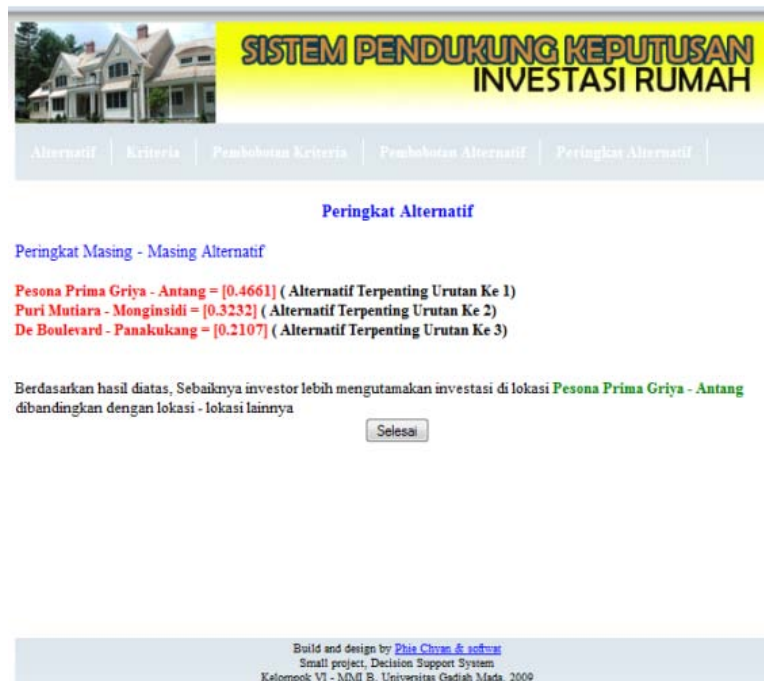 SISTEM PENDUKUNG KEPUTUSAN
INVESTASI RUMAH
Alternatif Kriteria Pembobotan Kriteria Pembobotan Alternatif Peringkat Alternatif
Peringkat Alternatif
Peringkat Masing - Masing Alternatif
Pesona Prima Griya - Antang = [0.4661] ( Alternatif Terpenting Urutan Ke 1)
Puri Mutiara - Monginsidi = [0.3232] ( Alternatif Terpenting Urutan Ke 2)
De Boulevard - Panakukang = [0.2107] ( Alternatif Terpenting Urutan Ke 3)
Berdasarkan hasil diatas, Sebaiknya investor lebih mengutamakan investasi di lokasi Pesona Prima Griya - Antang
dibandingkan dengan lokasi - lokasi lainnya
Selesai
Build and design by Phie Chyan & softwat
Small project, Decision Support System
Kelompok VI - MMI B, Universitas Gadjah Mada, 2009